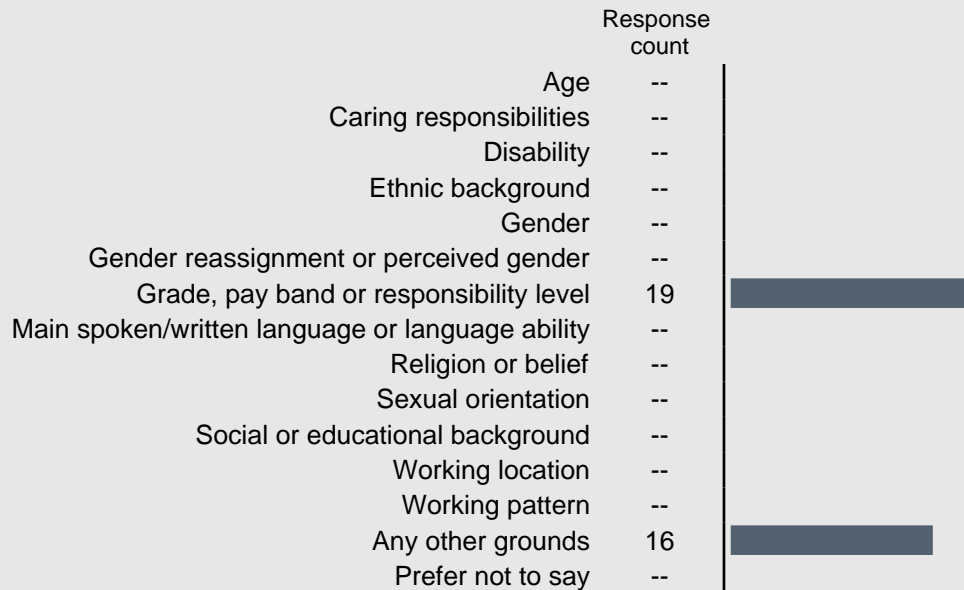 Response
count
Age --
Caring responsibilities --
Disability --
Ethnic background --
Gender --
Gender reassignment or perceived gender --
Grade, pay band or responsibility level 19
Main spoken/written language or language ability --
Religion or belief --
Sexual orientation --
Social or educational background --
Working location --
Working pattern --
Any other grounds 16
Prefer not to say --